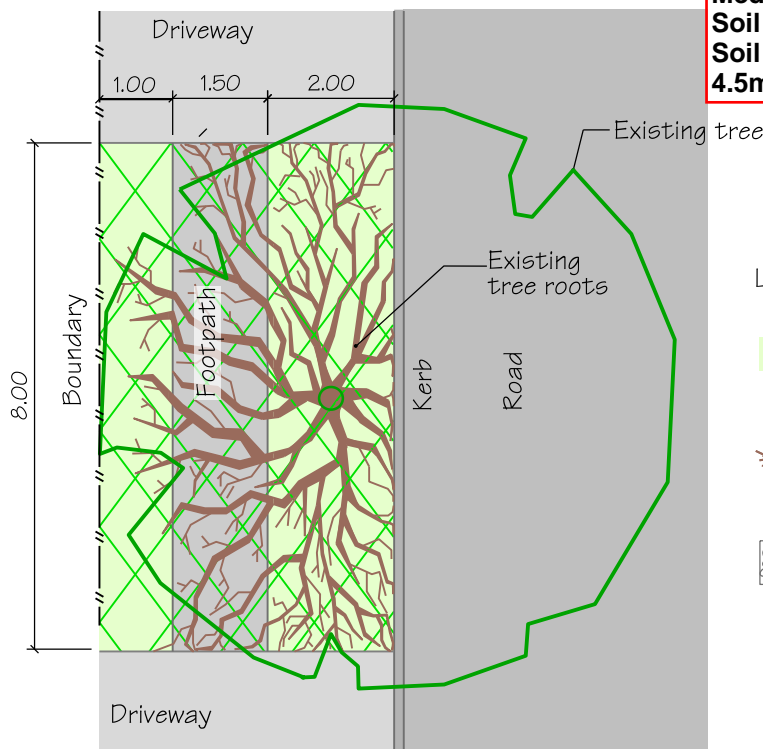 Soil
Soil
4.5m
Driveway
1.00 1.50 2.00
Existing tree
Existing
tree roots
Boundary
Footpath
Kerb
Road
8.00
Driveway